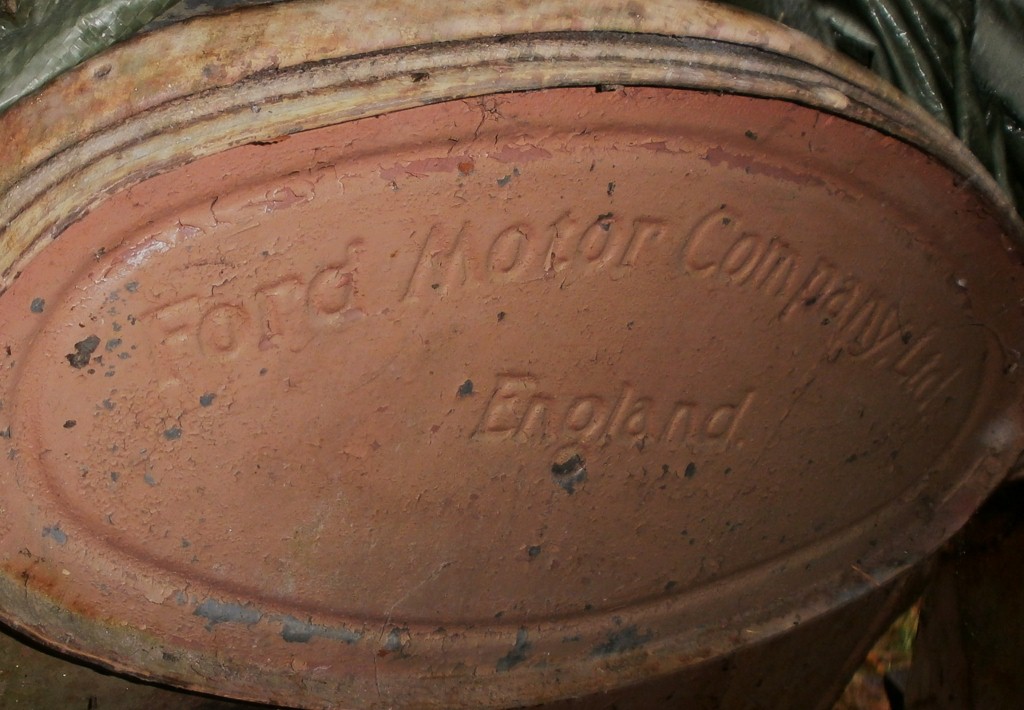 Ford Motor Company, Ltd.
England.